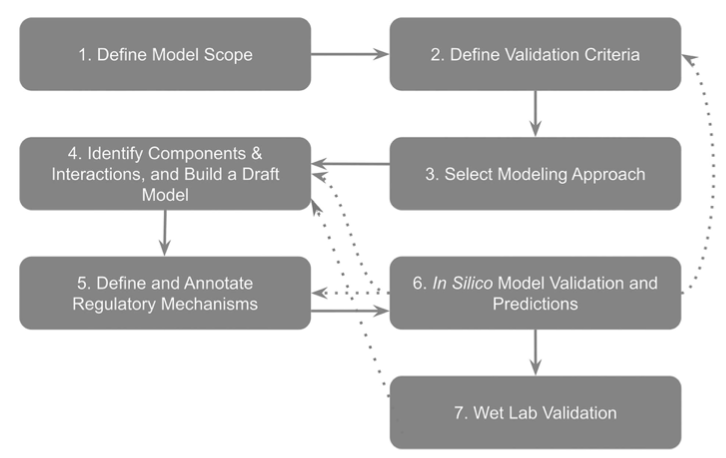 1. Define Model Scope
2. Define Validation Criteria
3. Select Modeling Approach
4. Identify Components &
Interactions, and Build a Draft
Model
5. Define and Annotate
Regulatory Mechanisms
6. In Silico Model Validation and
Predictions
7. Wet Lab Validation